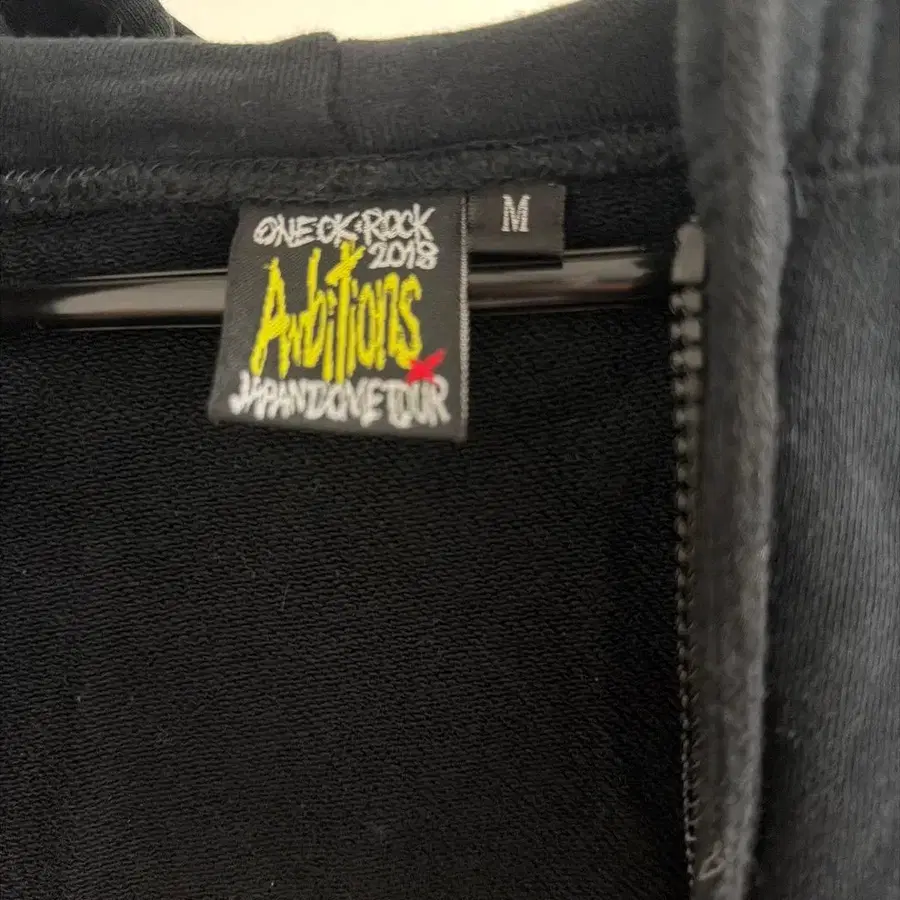 ONE OK ROCK
2018
Ambitions
JAPAN DOME TOUR
M